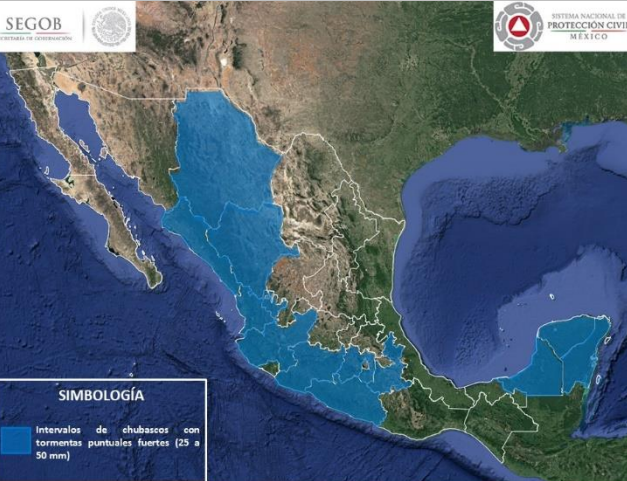 SEGOB
SECRETARÍA DE GOBERNACIÓN
SISTEMA NACIONAL DE
PROTECCIÓN CIVIL
MÉXICO
SIMBOLOGÍA
Intervalos de chubascos con
tormentas puntuales fuertes (25 a
50 mm)